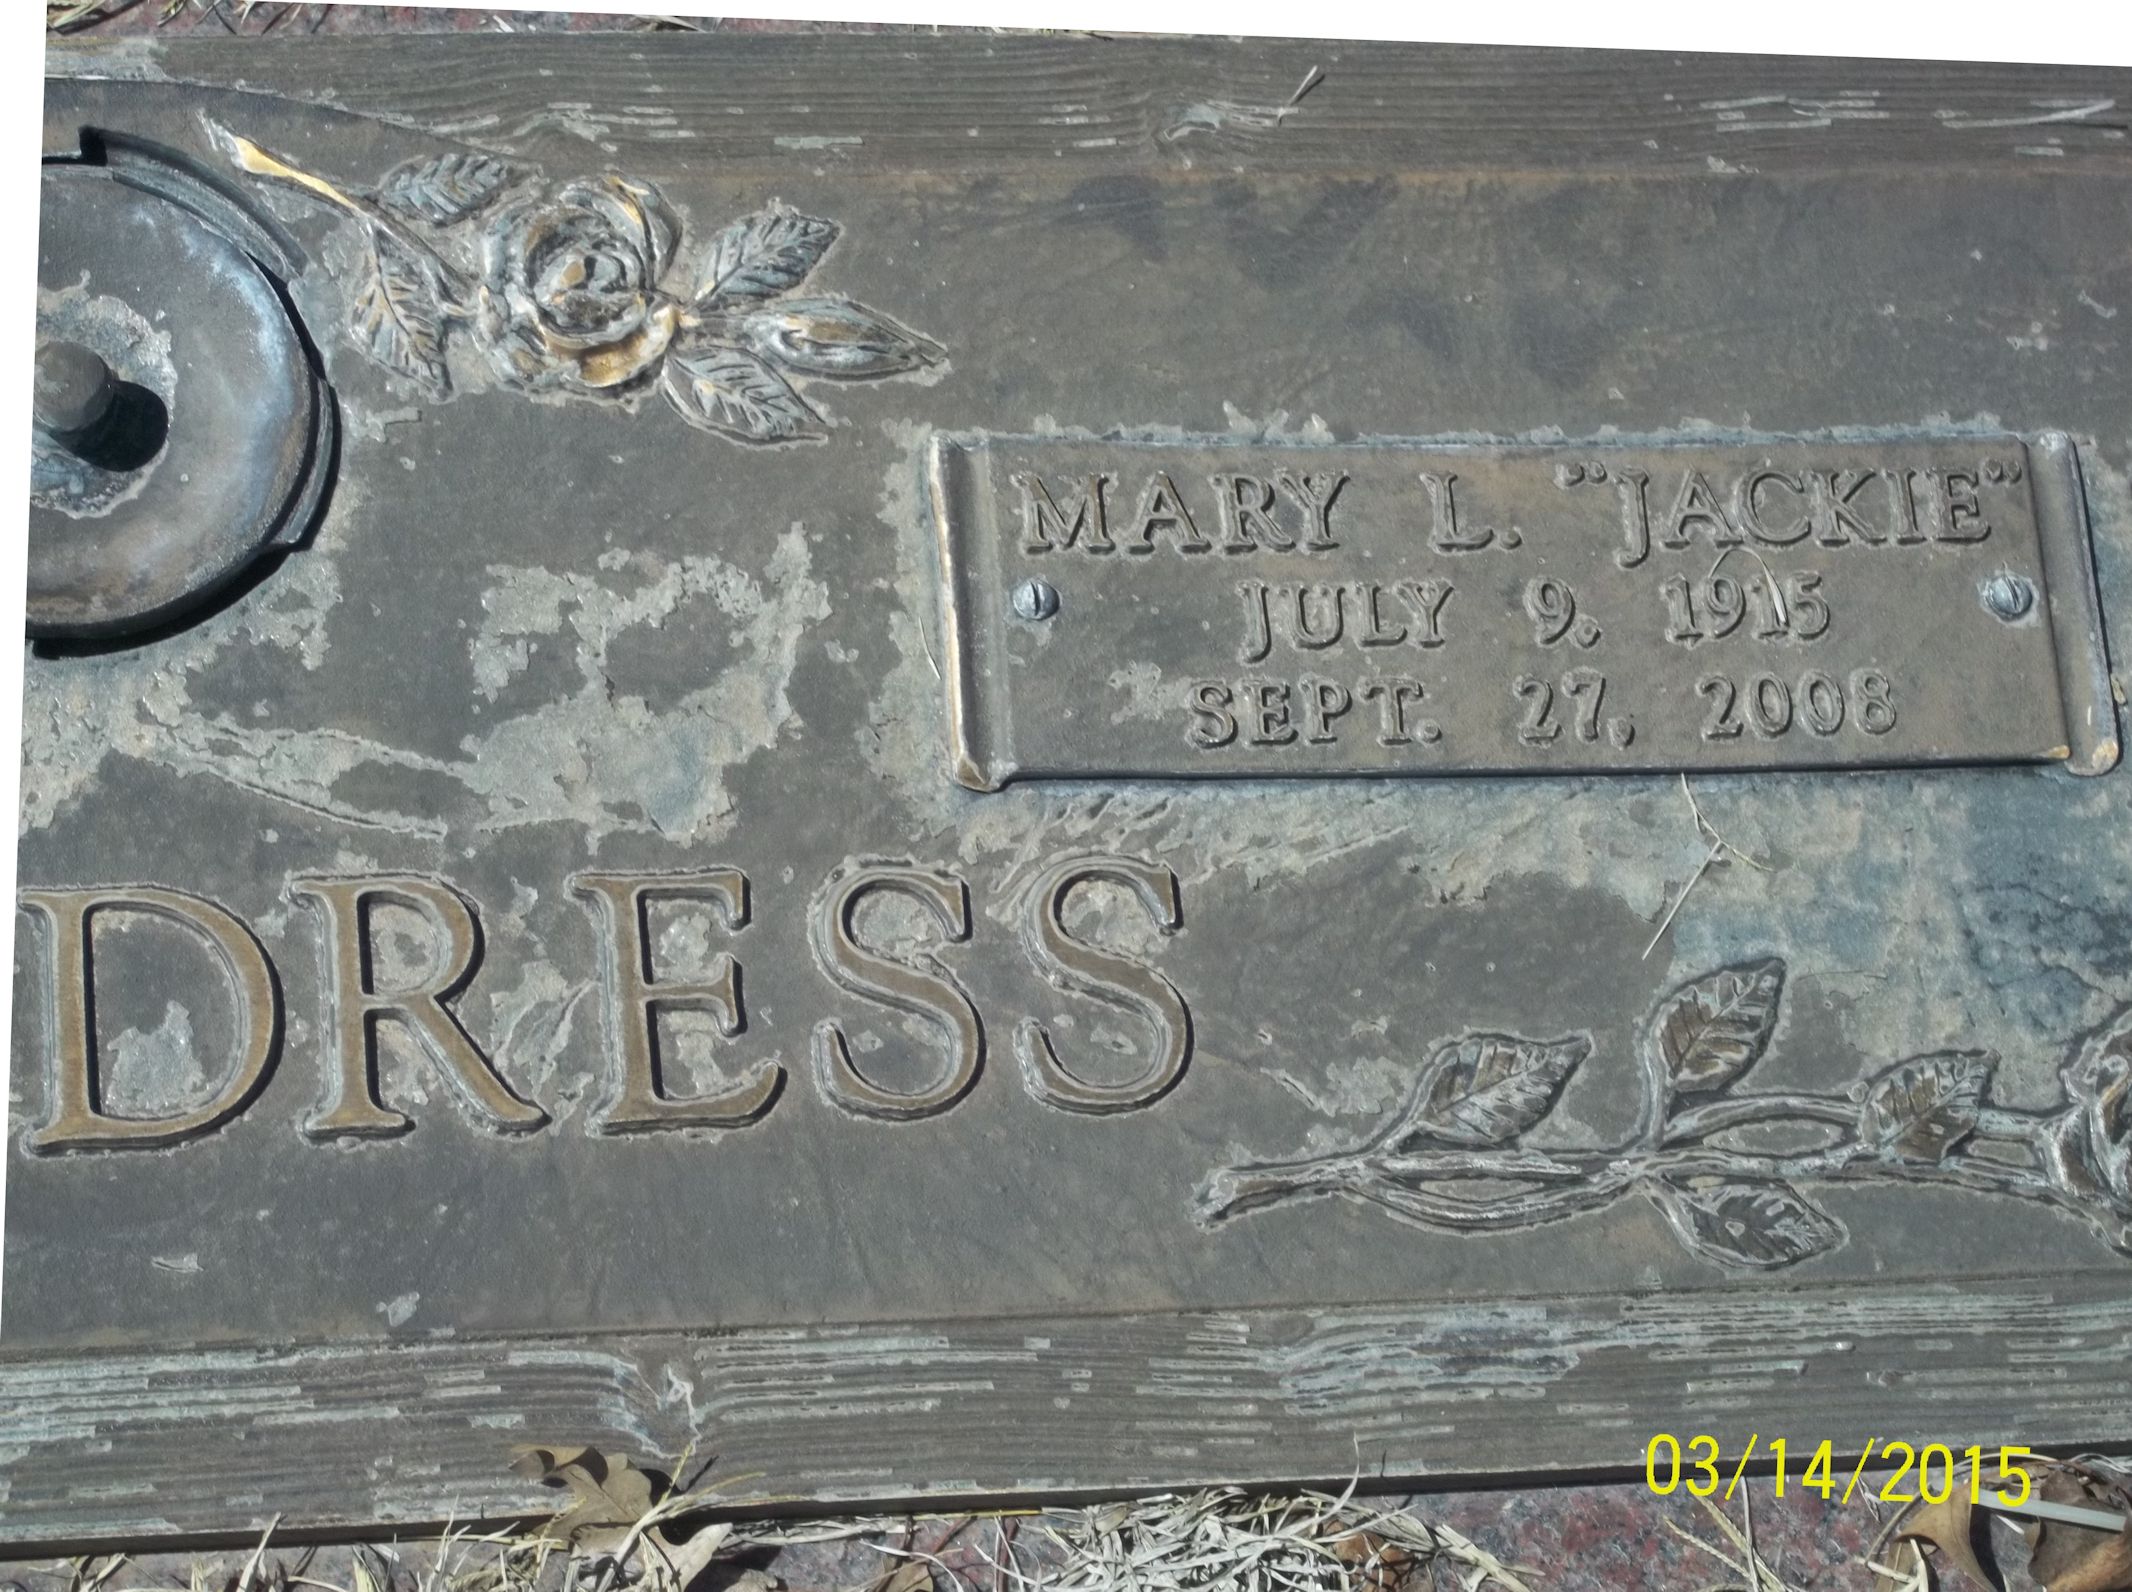 MARY L. "JACKIE"
JULY 9. 1915
SEPT. 27, 2008
DRESS
03/14/2015